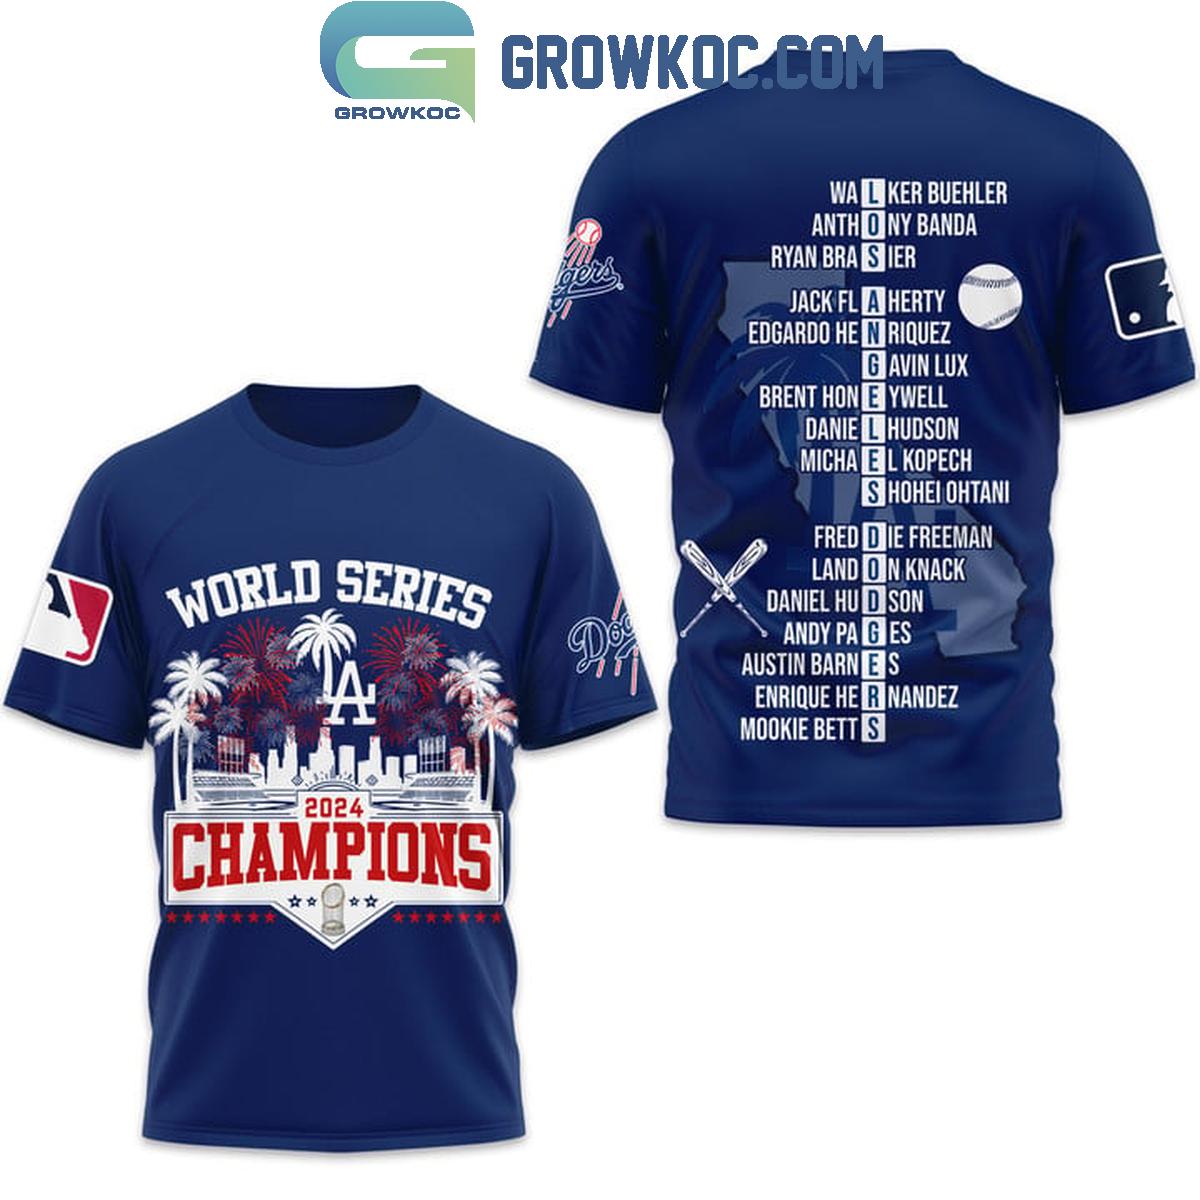 GROWKOC
GROWKOC.COM
WALKER BUEHLER
ANTHONY BANDA
RYAN BRASIER
JACK FLAHERTY
EDGARDO HENRIQUEZ
GAVIN LUX
BRENT HONEYWELL
DANIEL HUDSON
MICHAEL KOPECH
SHOHEI OHTANI
FREDDIE FREEMAN
LANDON KNACK
DANIEL HUDSON
ANDY PAGES
AUSTIN BARNES
ENRIQUE HERNANDEZ
MOOKIE BETTS
WORLD SERIES
LA
2024
CHAMPIONS